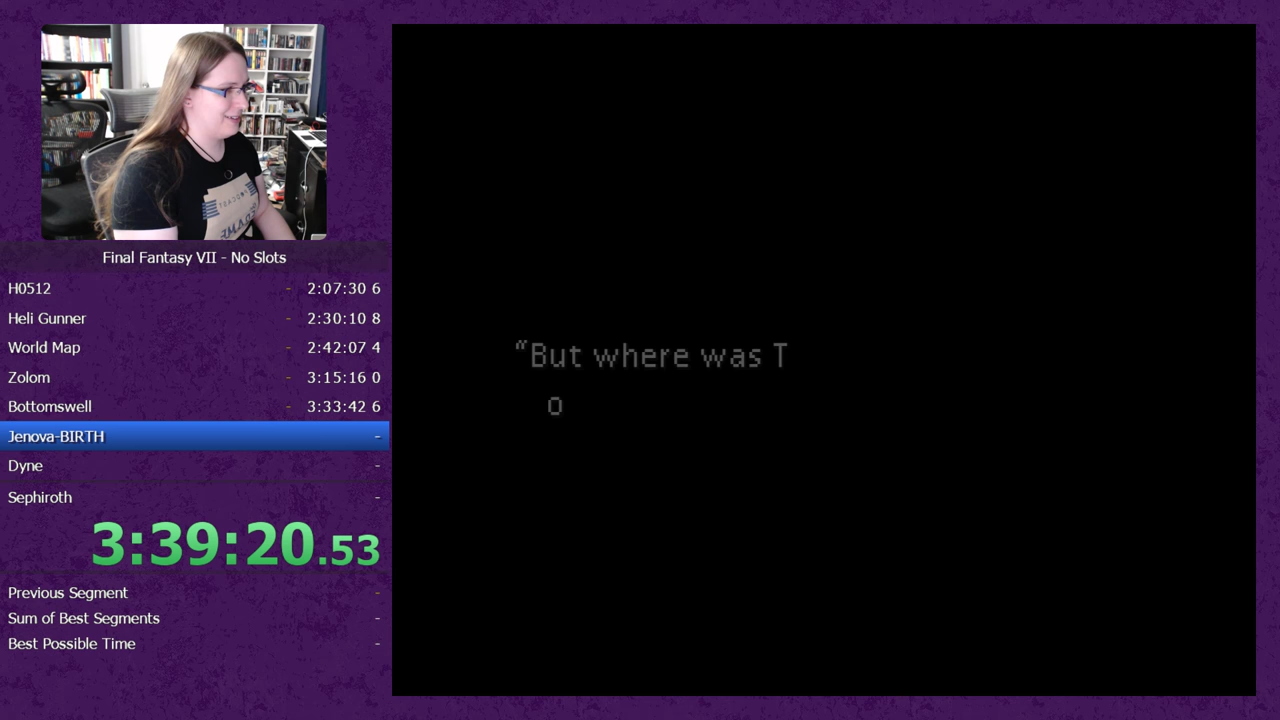 Final Fantasy VII - No Slots
H0512 - 2:07:30 6
Heli Gunner - 2:30:10 8
World Map - 2:42:07 4
Zolom - 3:15:16 0
Bottomswell - 3:33:42 6
Jenova-BIRTH -
Dyne -
Sephiroth -
3:39:20.53
Previous Segment -
Sum of Best Segments -
Best Possible Time -
“But where was T
o